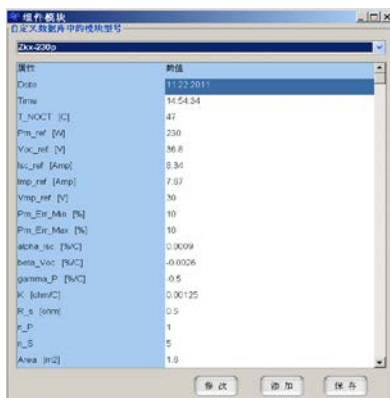 组件模块
自定义数据库中的模块型号
Zkx-230p
属性 数值
Date 11.22.2011
Time 14:54:34
T_NOCT [C] 47
Pm_ref [W] 230
Voc_ref [V] 36.8
Isc_ref [Amp] 8.34
Imp_ref [Amp] 7.67
Vmp_ref [V] 30
Pm_Err_Min [%] 10
Pm_Err_Max [%] 10
alpha_Isc [%/C] 0.0009
beta_Voc [%/C] -0.0026
gamma_P [%/C] -0.5
K [ohm/C] 0.00125
R_s [ohm] 0.5
n_P 1
n_S 5
Area [m2] 1.6
修改 添加 保存